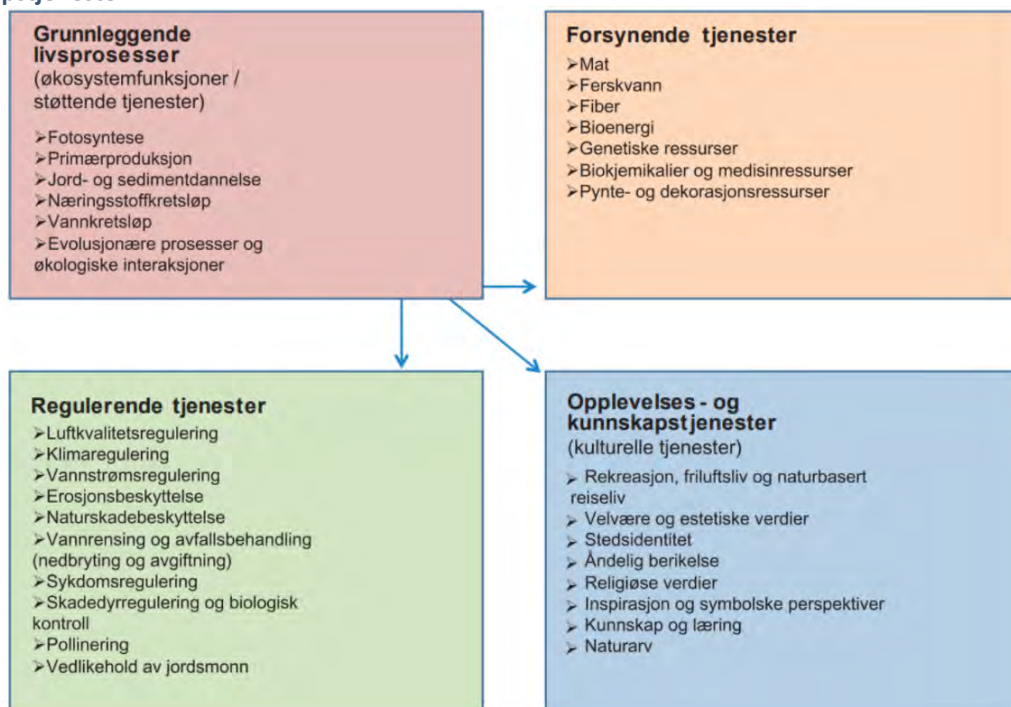 Grunnleggende
livsprosesser
(økosystemfunksjoner /
støttende tjenester)
➢Fotosyntese
➢Primærproduksjon
➢Jord- og sedimentdannelse
➢Næringsstoffkretsløp
➢Vannkretsløp
➢Evolusjonære prosesser og
økologiske interaksjoner
Forsynende tjenester
➢Mat
➢Ferskvann
➢Fiber
➢Bioenergi
➢Genetiske ressurser
➢Biokjemikalier og medisinressurser
➢Pynte- og dekorasjonsressurser
Regulerende tjenester
➢Luftkvalitetsregulering
➢Klimaregulering
➢Vannstrømsregulering
➢Erosjonsbeskyttelse
➢Naturskadebeskyttelse
➢Vannrensing og avfallsbehandling
(nedbryting og avgiftning)
➢Sykdomsregulering
➢Skadedyrregulering og biologisk
kontroll
➢Pollinering
➢Vedlikehold av jordsmonn
Opplevelses - og
kunnskapstjenester
(kulturelle tjenester)
➢ Rekreasjon, friluftsliv og naturbasert
reiseliv
➢ Velvære og estetiske verdier
➢ Stedsidentitet
➢ Åndelig berikelse
➢ Religiøse verdier
➢ Inspirasjon og symbolske perspektiver
➢ Kunnskap og læring
➢ Naturarv